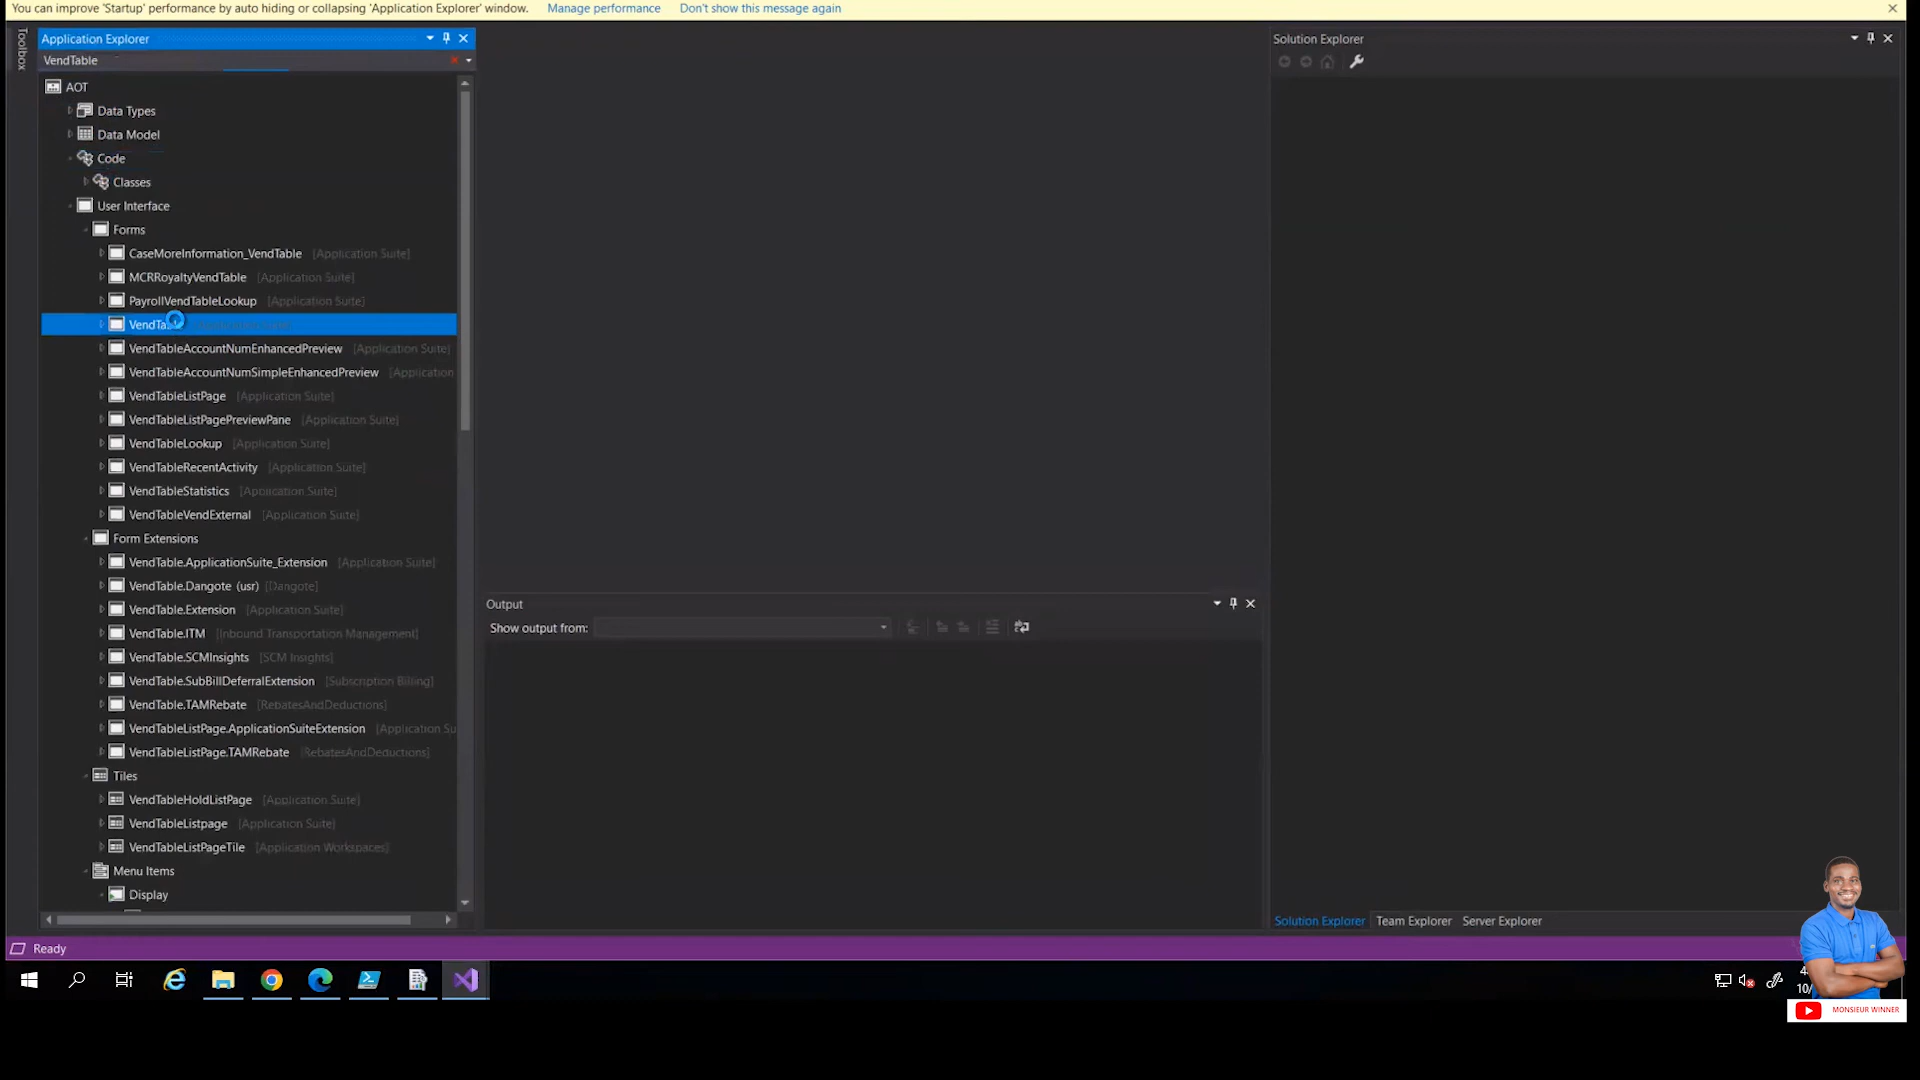 You can improve 'Startup' performance by auto hiding or collapsing 'Application Explorer' window. Manage performance Don't show this message again
Toolbox
Application Explorer
VendTable
AOT
Data Types
Data Model
Code
Classes
User Interface
Forms
CaseMoreInformation_VendTable [Application Suite]
MCRRoyaltyVendTable [Application Suite]
PayrollVendTableLookup [Application Suite]
VendTable
VendTableAccountNumEnhancedPreview [Application Suite]
VendTableAccountNumSimpleEnhancedPreview [Application
VendTableListPage [Application Suite]
VendTableListPagePreviewPane [Application Suite]
VendTableLookup [Application Suite]
VendTableRecentActivity [Application Suite]
VendTableStatistics [Application Suite]
VendTableVendExternal [Application Suite]
Form Extensions
VendTable.ApplicationSuite_Extension [Application Suite]
VendTable.Dangote (usr) [Dangote]
VendTable.Extension [Application Suite]
VendTable.ITM [Inbound Transportation Management]
VendTable.SCMInsights [SCM Insights]
VendTable.SubBillDeferralExtension [Subscription Billing]
VendTable.TAMRebate [RebatesAndDeductions]
VendTableListPage.ApplicationSuiteExtension [Application Su
VendTableListPage.TAMRebate [RebatesAndDeductions]
Tiles
VendTableHoldListPage [Application Suite]
VendTableListpage [Application Suite]
VendTableListPageTile [Application Workspaces]
Menu Items
Display
Output
Show output from:
Solution Explorer
Solution Explorer Team Explorer Server Explorer
Ready
4
10/
MONSIEUR WINNER